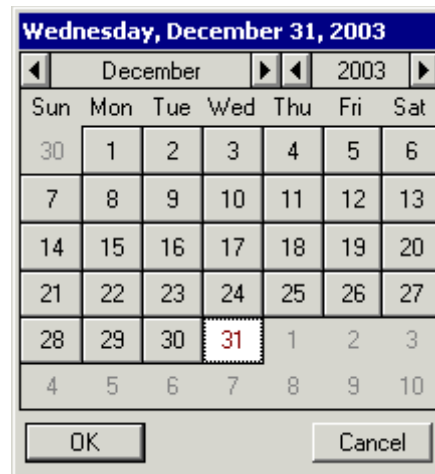 Wednesday, December 31, 2003
December 2003
Sun Mon Tue Wed Thu Fri Sat
30 1 2 3 4 5 6
7 8 9 10 11 12 13
14 15 16 17 18 19 20
21 22 23 24 25 26 27
28 29 30 31 1 2 3
4 5 6 7 8 9 10
OK Cancel